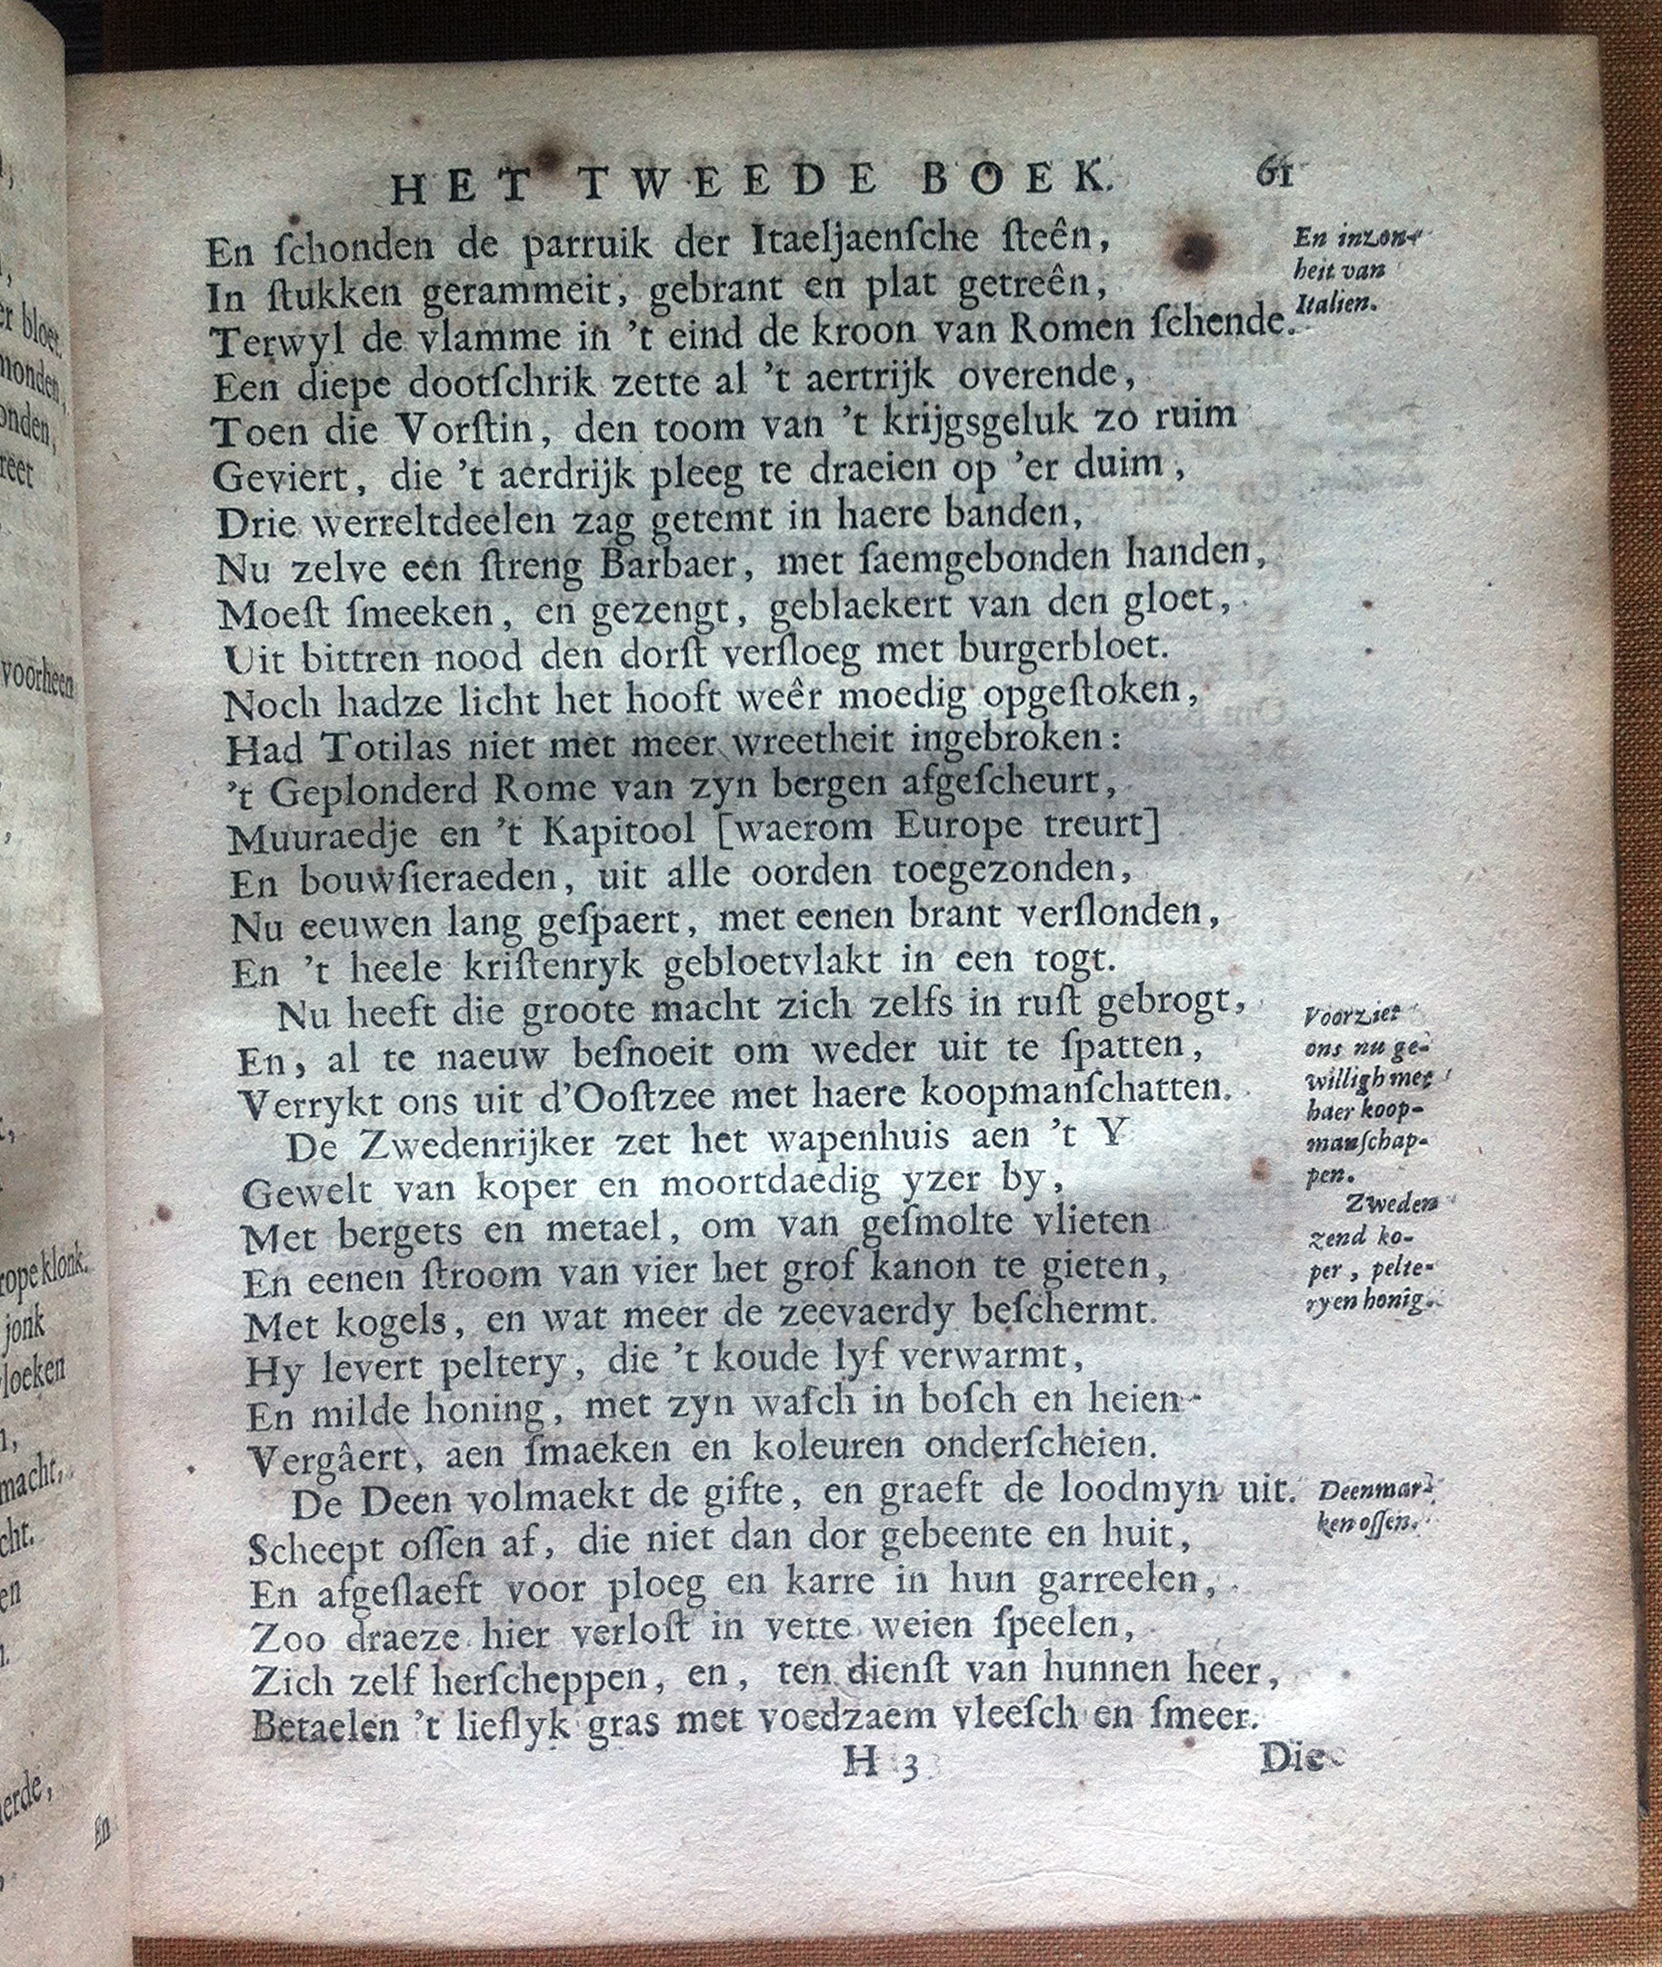 HET TWEEDE BOEK. 61
En ſchonden de parruik der Itaeljaenſche ſteên,
In ſtukken gerammeit, gebrant en plat getreên,
Terwyl de vlamme in 't eind de kroon van Romen ſchende.
Een diepe dootſchrik zette al 't aertrijk overende,
Toen die Vorſtin, den toom van 't krijgsgeluk zo ruim
Geviert, die 't aerdrijk pleeg te draeien op 'er duim,
Drie werreltdeelen zag getemt in haere banden,
Nu zelve een ſtreng Barbaer, met ſaemgebonden handen,
Moeſt ſmeeken, en gezengt, geblaekert van den gloet,
Uit bittren nood den dorſt verſloeg met burgerbloet.
Noch hadze licht het hooft weêr moedig opgeſtoken,
Had Totilas niet met meer wreetheit ingebroken:
't Geplonderd Rome van zyn bergen afgeſcheurt,
Muuraedje en 't Kapitool [waerom Europe treurt]
En bouwſieraeden, uit alle oorden toegezonden,
Nu eeuwen lang geſpaert, met eenen brant verſlonden,
En 't heele kriſtenryk gebloetvlakt in een togt.
Nu heeft die groote macht zich zelfs in ruſt gebrogt,
En, al te naeuw beſnoeit om weder uit te ſpatten,
Verrykt ons uit d'Ooſtzee met haere koopmanſchatten.
De Zwedenrijker zet het wapenhuis aen 't Y
Gewelt van koper en moortdaedig yzer by,
Met bergets en metael, om van geſmolte vlieten
En eenen ſtroom van vier het grof kanon te gieten,
Met kogels, en wat meer de zeevaerdy beſchermt.
Hy levert peltery, die 't koude lyf verwarmt,
En milde honing, met zyn waſch in boſch en heien
Vergâert, aen ſmaeken en koleuren onderſcheien.
De Deen volmaekt de gifte, en graeft de loodmyn uit.
Scheept oſſen af, die niet dan dor gebeente en huit,
En afgeſlaeft voor ploeg en karre in hun garreelen,
Zoo draeze hier verloſt in vette weien ſpeelen,
Zich zelf herſcheppen, en, ten dienſt van hunnen heer,
Betaelen 't lieflyk gras met voedzaem vleeſch en ſmeer.
H 3 Die
En inzon-
heit van
Italien.
Voorziet
ons nu ge-
willigh met
haer koop-
manſchap-
pen.
Zweden
zend ko-
per, pelte-
ryen honig.
Deenmar-
ken oſſen.
er bloet.
monden,
onden,
reet
voorheen
rope klonk.
jonk
loeken
macht,
cht.
en
erde,
En